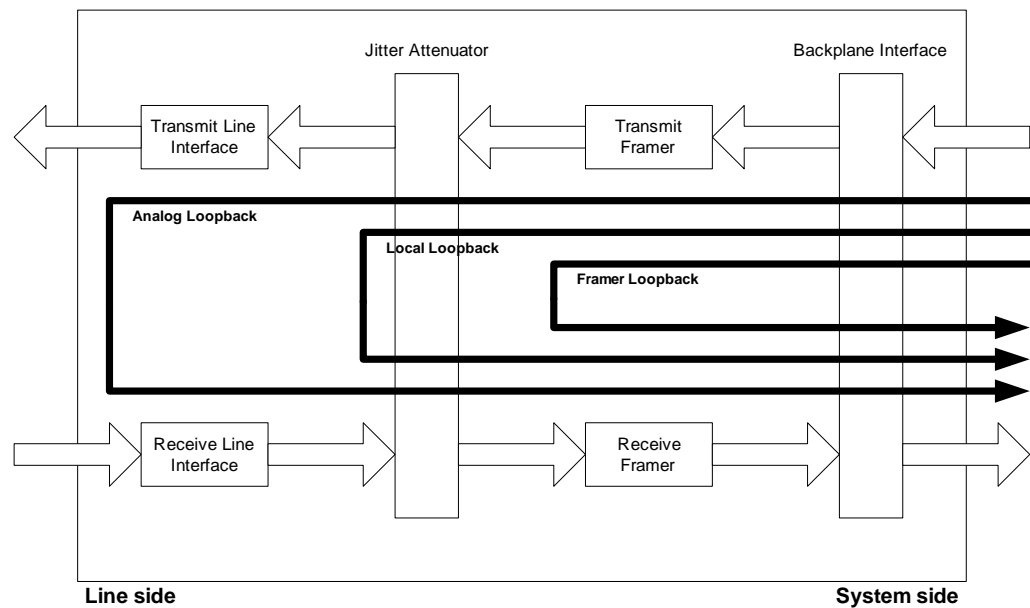 Jitter Attenuator
Backplane Interface
Transmit Line
Interface
Transmit
Framer
Analog Loopback
Local Loopback
Framer Loopback
Receive Line
Interface
Receive
Framer
Line side
System side